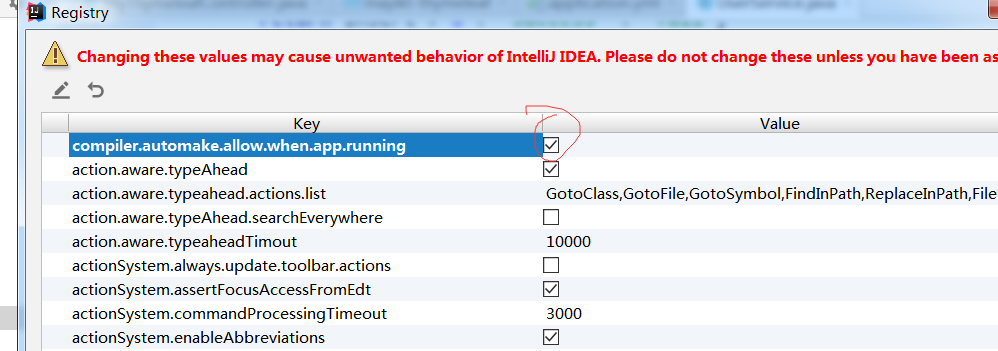 Registry
Changing these values may cause unwanted behavior of IntelliJ IDEA. Please do not change these unless you have been as
Key Value
compiler.automake.allow.when.app.running
action.aware.typeAhead
action.aware.typeahead.actions.list GotoClass,GotoFile,GotoSymbol,FindInPath,ReplaceInPath,File
action.aware.typeAhead.searchEverywhere
action.aware.typeaheadTimout 10000
actionSystem.always.update.toolbar.actions
actionSystem.assertFocusAccessFromEdt
actionSystem.commandProcessingTimeout 3000
actionSystem.enableAbbreviations